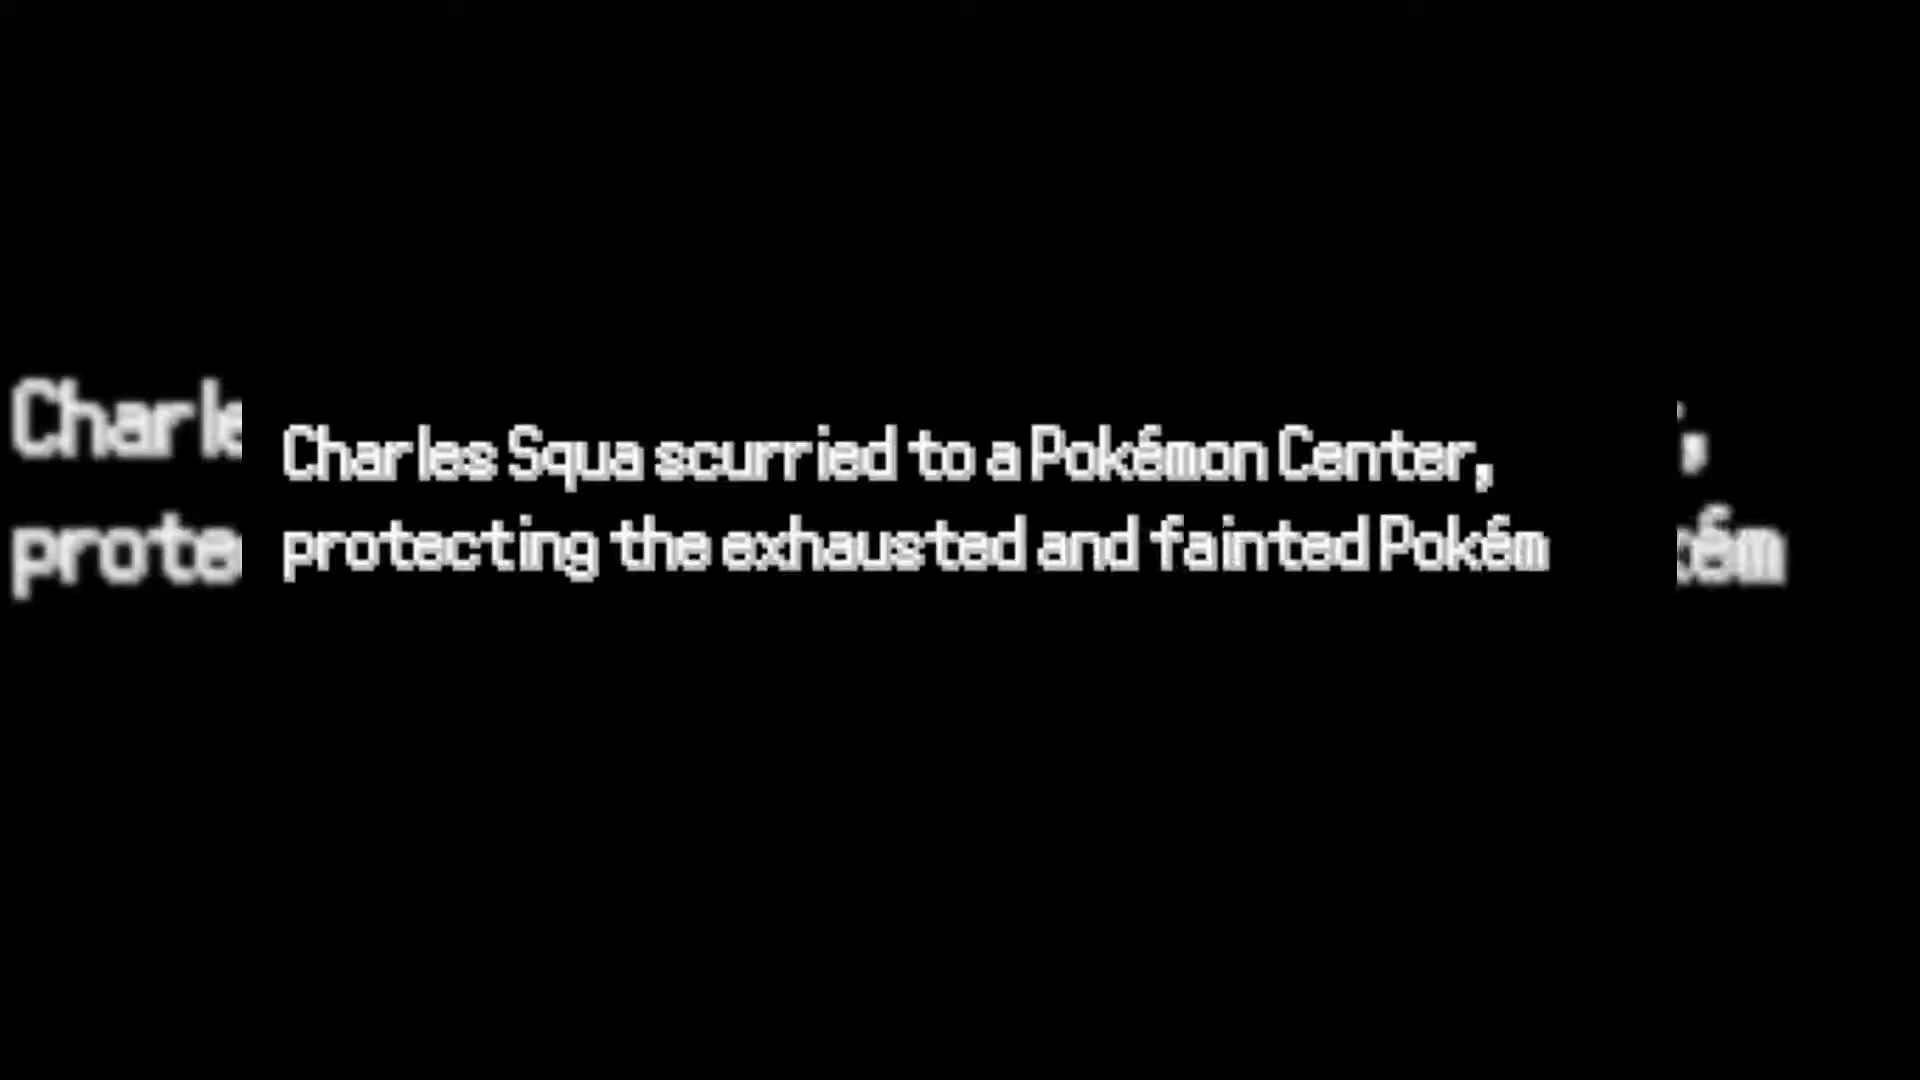 Charles Squa scurried to a Pokémon Center,
protecting the exhausted and fainted Pokém